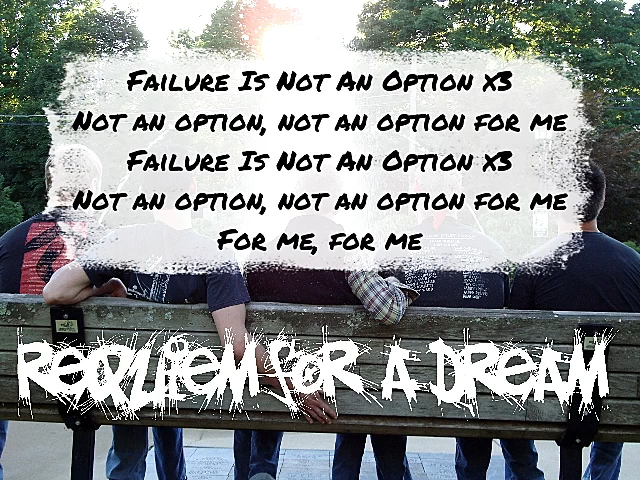 Failure Is Not An Option x3
Not an option, not an option for me
Failure Is Not An Option x3
Not an option, not an option for me
For me, for me
Requiem for a Dream